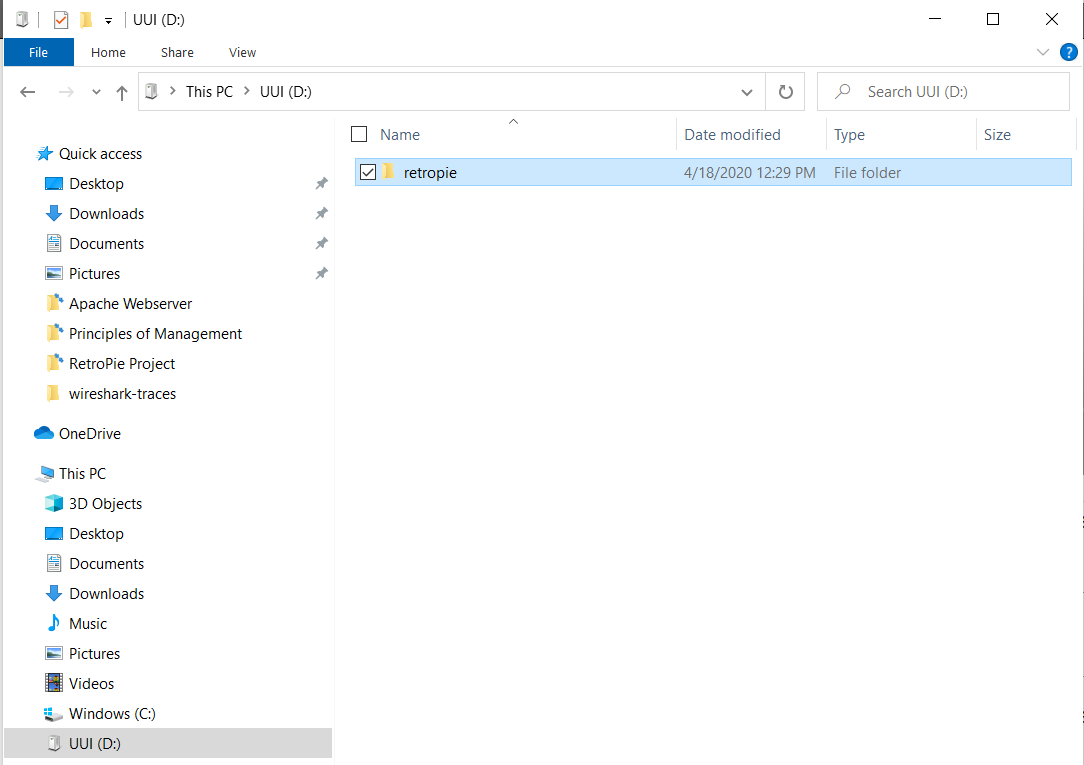 UUI (D:)
File Home Share View
This PC UUI (D:) Search UUI (D:)
Name Date modified Type Size
retropie 4/18/2020 12:29 PM File folder
Quick access
Desktop
Downloads
Documents
Pictures
Apache Webserver
Principles of Management
RetroPie Project
wireshark-traces
OneDrive
This PC
3D Objects
Desktop
Documents
Downloads
Music
Pictures
Videos
Windows (C:)
UUI (D:)